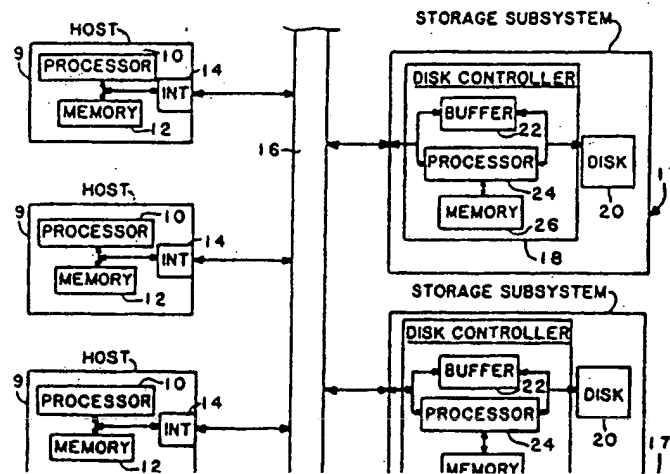 HOST
9
10
14
PROCESSOR
INT
MEMORY
12
HOST
9
10
14
PROCESSOR
INT
MEMORY
12
HOST
9
10
14
PROCESSOR
INT
MEMORY
12
16
STORAGE SUBSYSTEM
DISK CONTROLLER
BUFFER
22
PROCESSOR
24
DISK
20
MEMORY
26
18
STORAGE SUBSYSTEM
DISK CONTROLLER
BUFFER
22
PROCESSOR
24
DISK
20
17
MEMORY